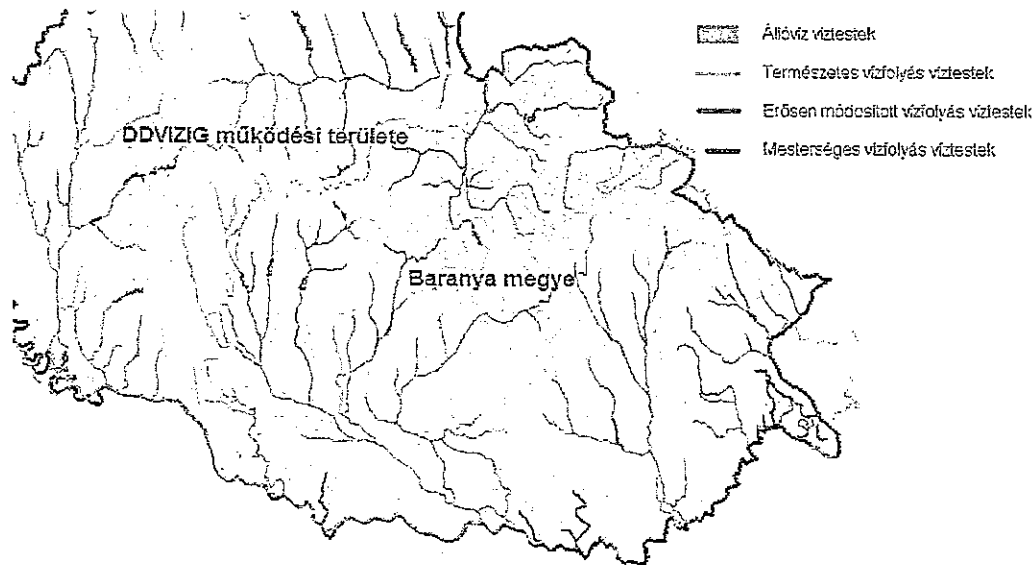 Állóvíz víztestek
Természetes vízfolyás víztestek
Erősen módosított vízfolyás víztestek
Mesterséges vízfolyás víztestek
DDVIZIG működési területe
Baranya megye